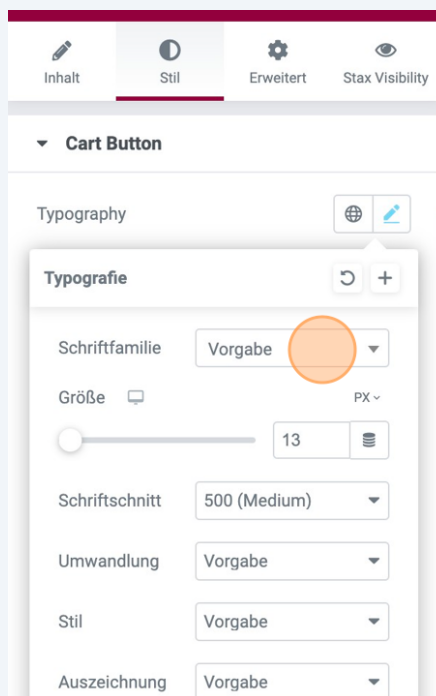 Inhalt
Stil
Erweitert
Stax Visibility
Cart Button
Typography
Typografie
Schriftfamilie
Vorgabe
Größe
PX
13
Schriftschnitt
500 (Medium)
Umwandlung
Vorgabe
Stil
Vorgabe
Auszeichnung
Vorgabe